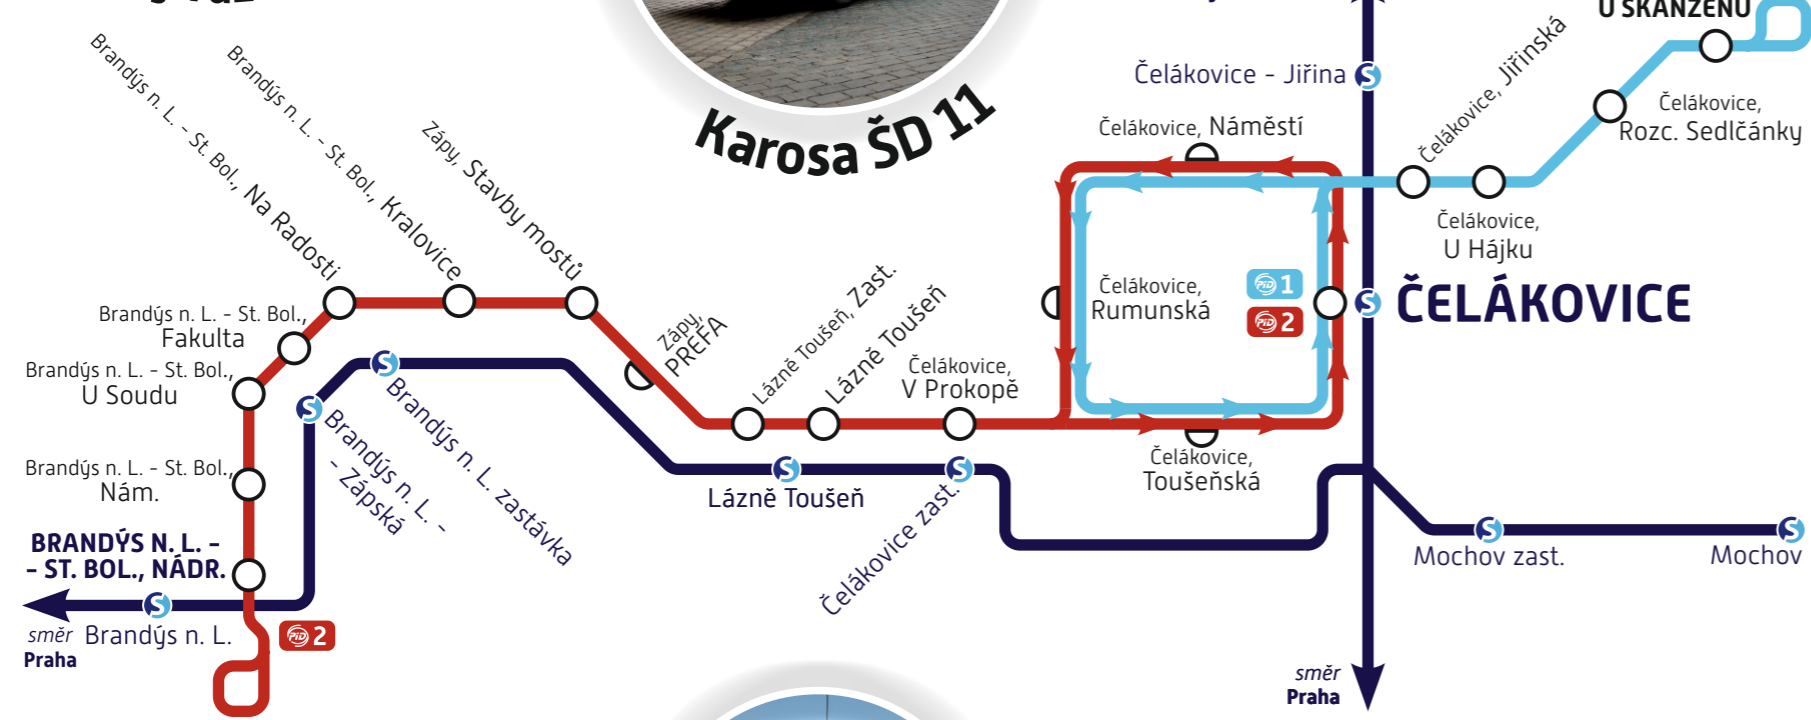 U SKANZENU
Karosa ŠD 11
Čelákovice - Jiřina
Čelákovice, Jiřinská
Čelákovice,
Rozc. Sedlčánky
Čelákovice, Náměstí
Čelákovice,
U Hájku
Brandýs n. L. - St. Bol., Na Radosti
Brandýs n. L. - St. Bol., Kralovice
Zápy, Stavby mostů
Brandýs n. L. - St. Bol.,
Fakulta
Brandýs n. L. - St. Bol.,
U Soudu
Zápy,
PREFA
Lázně Toušeň, Zast.
Lázně Toušeň
Čelákovice,
V Prokopě
Čelákovice,
Rumunská
PID 1
PID 2
S ČELÁKOVICE
Brandýs n. L. -
- Zápská
Brandýs n. L. zastávka
Brandýs n. L. - St. Bol.,
Nám.
Lázně Toušeň
Čelákovice zast.
Čelákovice,
Toušeňská
BRANDÝS N. L. -
- ST. BOL., NÁDR.
Mochov zast.
Mochov
směr
Praha
Brandýs n. L.
PID 2
směr
Praha